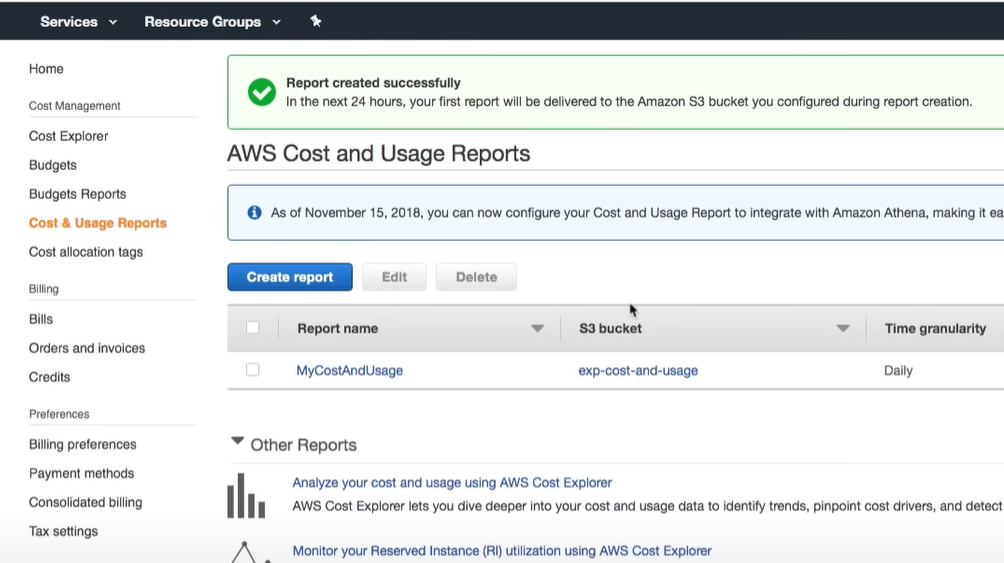 Services
Resource Groups
Home
Cost Management
Cost Explorer
Budgets
Budgets Reports
Cost & Usage Reports
Cost allocation tags
Billing
Bills
Orders and invoices
Credits
Preferences
Billing preferences
Payment methods
Consolidated billing
Tax settings
Report created successfully
In the next 24 hours, your first report will be delivered to the Amazon S3 bucket you configured during report creation.
AWS Cost and Usage Reports
As of November 15, 2018, you can now configure your Cost and Usage Report to integrate with Amazon Athena, making it ea
Create report Edit Delete
Report name S3 bucket Time granularity
MyCostAndUsage exp-cost-and-usage Daily
Other Reports
Analyze your cost and usage using AWS Cost Explorer
AWS Cost Explorer lets you dive deeper into your cost and usage data to identify trends, pinpoint cost drivers, and detect
Monitor your Reserved Instance (RI) utilization using AWS Cost Explorer